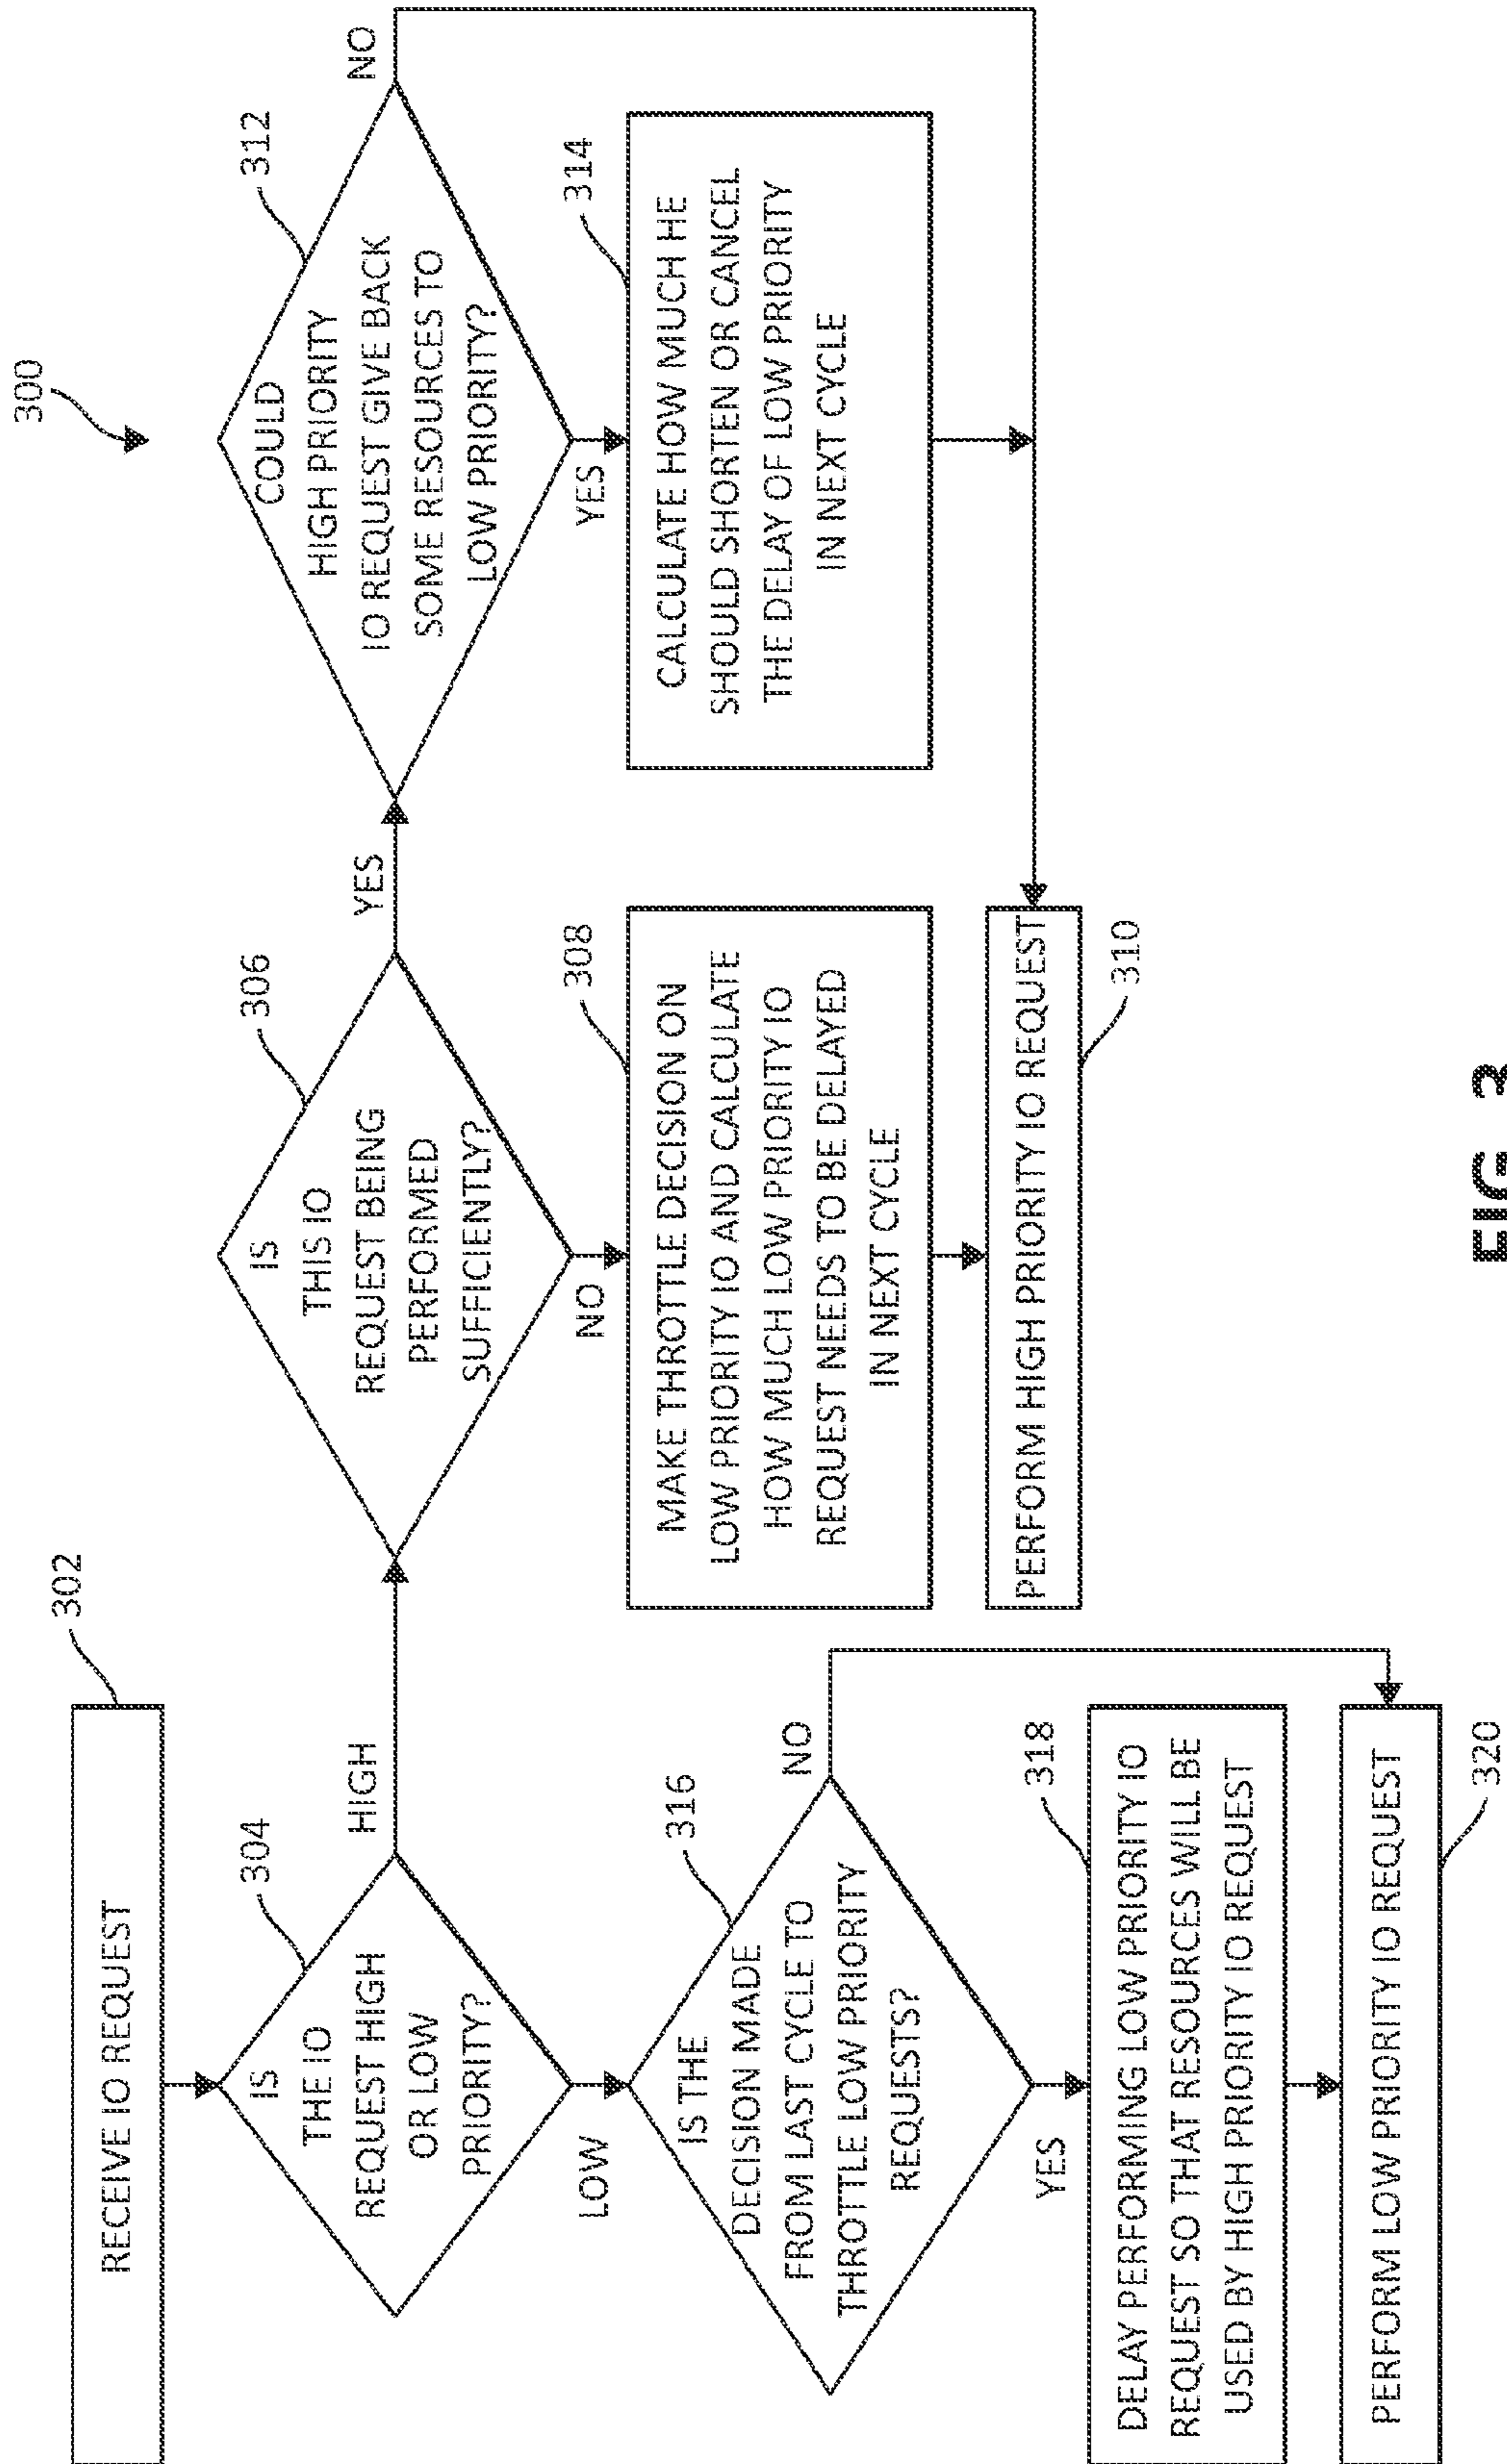 300
RECEIVE IO REQUEST
302
IS
THE IO
REQUEST HIGH
OR LOW
PRIORITY?
304
HIGH
LOW
IS
THIS IO
REQUEST BEING
PERFORMED
SUFFICIENTLY?
306
YES
NO
COULD
HIGH PRIORITY
IO REQUEST GIVE BACK
SOME RESOURCES TO
LOW PRIORITY?
312
NO
YES
IS THE
DECISION MADE
FROM LAST CYCLE TO
THROTTLE LOW PRIORITY
REQUESTS?
316
NO
YES
MAKE THROTTLE DECISION ON
LOW PRIORITY IO AND CALCULATE
HOW MUCH LOW PRIORITY IO
REQUEST NEEDS TO BE DELAYED
IN NEXT CYCLE
308
CALCULATE HOW MUCH HE
SHOULD SHORTEN OR CANCEL
THE DELAY OF LOW PRIORITY
IN NEXT CYCLE
314
PERFORM HIGH PRIORITY IO REQUEST
310
DELAY PERFORMING LOW PRIORITY IO
REQUEST SO THAT RESOURCES WILL BE
USED BY HIGH PRIORITY IO REQUEST
318
PERFORM LOW PRIORITY IO REQUEST
320
FIG